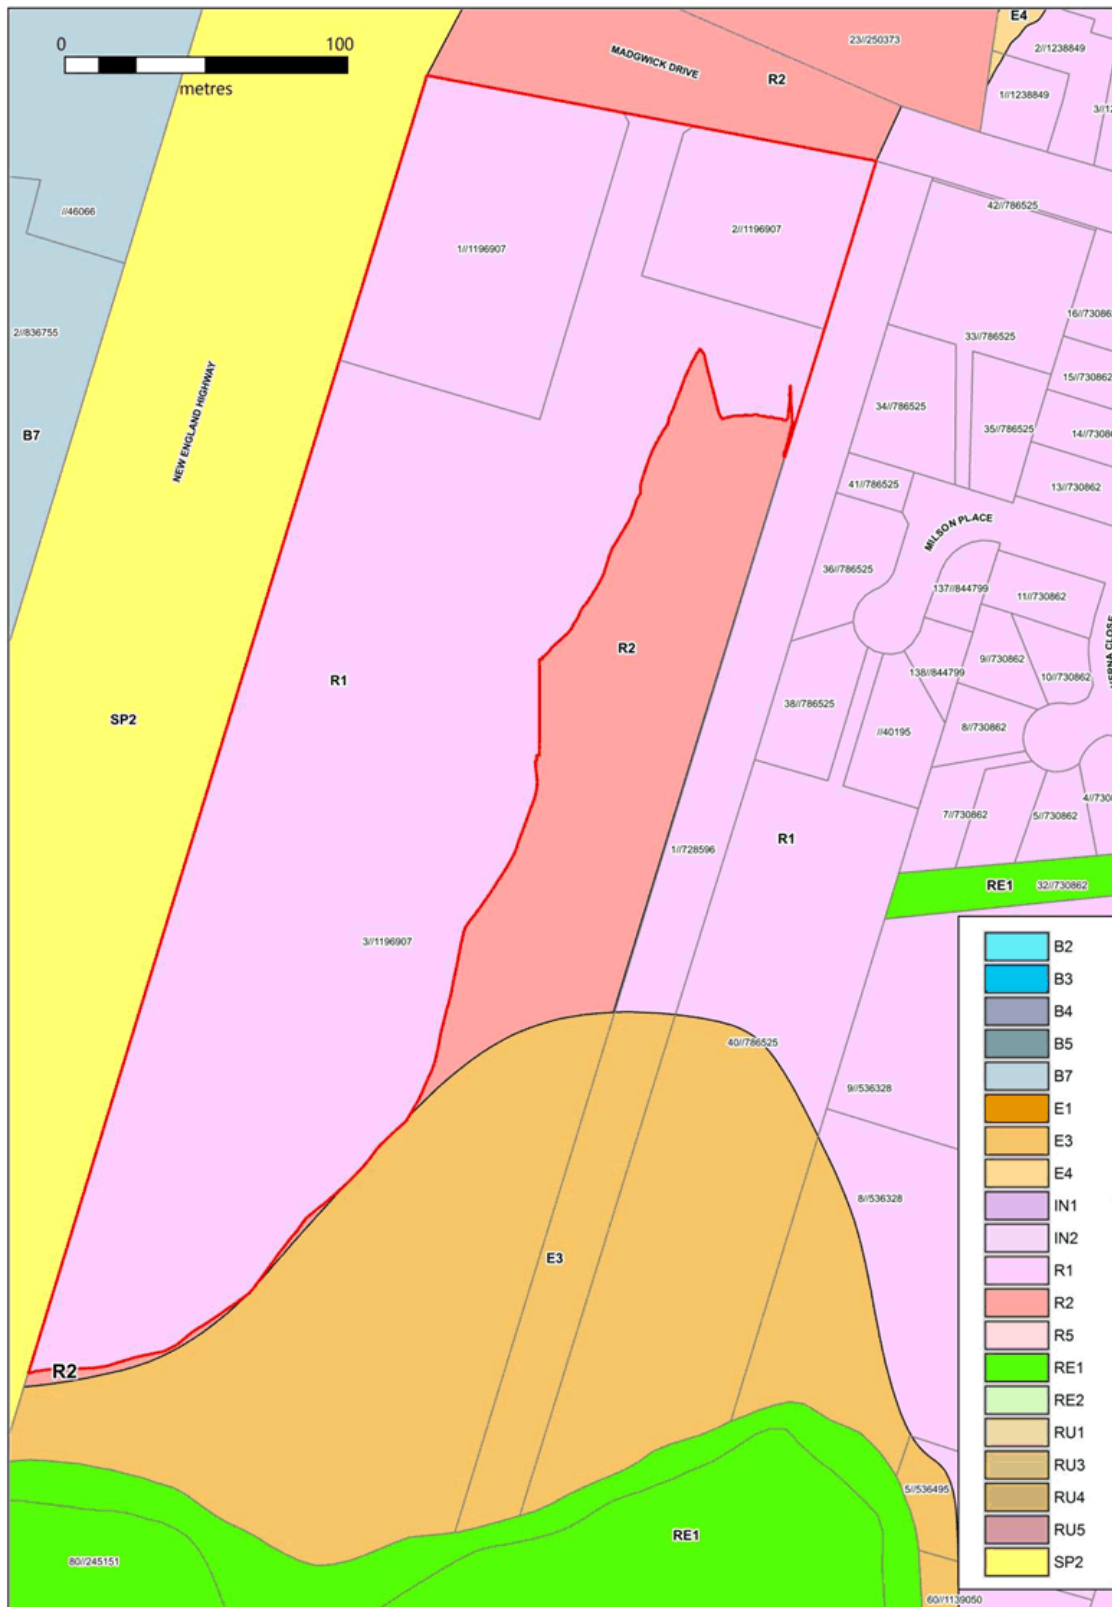 E4
0 100
metres
23//250373
MADGWICK DRIVE
R2
2//1238849
1//1238849
//46066
1//1196907
2//1196907
42//786525
2//836755
16//73086
33//786525
NEW ENGLAND HIGHWAY
15//730862
34//786525
35//786525
B7
13//730862
41//786525
MILSON PLACE
36//786525
137//844799
11//730862
R2
9//730862
138//844799
10//730862
R1
38//786525
SP2
//40195
8//730862
7//730862
5//730862
1//728596
R1
RE1
32//730862
3//1196907
40//786525
9//536328
8//536328
E3
R2
5//536495
RE1
80//245151
60//1139050
B2
B3
B4
B5
B7
E1
E3
E4
IN1
IN2
R1
R2
R5
RE1
RE2
RU1
RU3
RU4
RU5
SP2